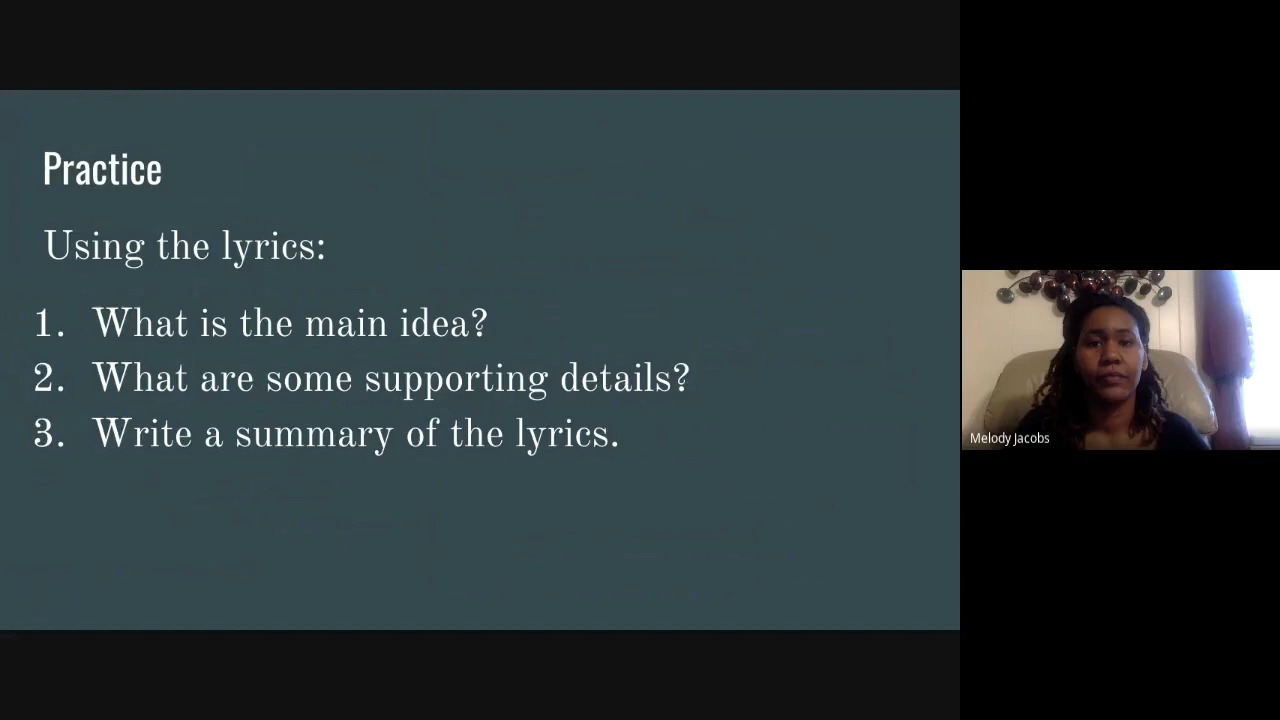 Practice
Using the lyrics:
1. What is the main idea?
2. What are some supporting details?
3. Write a summary of the lyrics.
Melody Jacobs